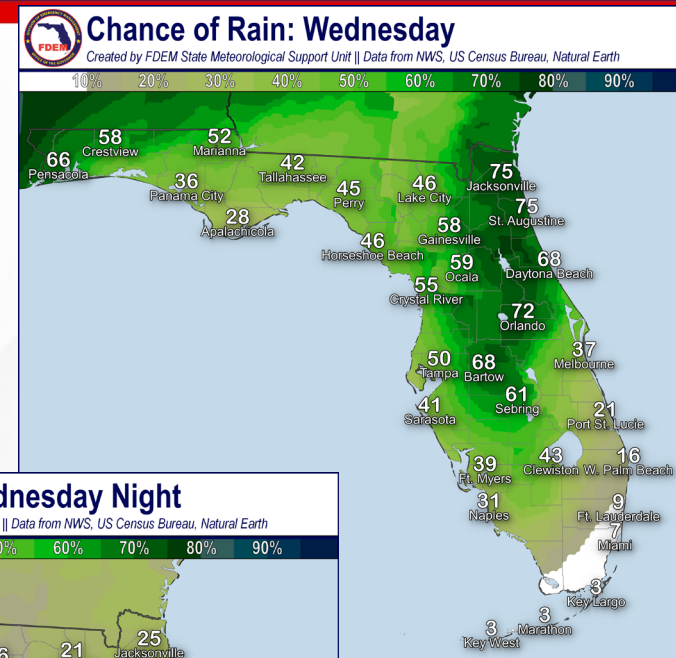 Chance of Rain: Wednesday
FDEM
Created by FDEM State Meteorological Support Unit || Data from NWS, US Census Bureau, Natural Earth
10% 20% 30% 40% 50% 60% 70% 80% 90%
58
Crestview
52
Marianna
66
Pensacola
42
Tallahassee
36
Panama City
45
Perry
46
Lake City
75
Jacksonville
28
Apalachicola
75
St. Augustine
58
Gainesville
46
Horseshoe Beach
59
Ocala
68
Daytona Beach
55
Crystal River
72
Orlando
50
Tampa
68
Bartow
37
Melbourne
41
Sarasota
61
Sebring
21
Port St. Lucie
39
Ft. Myers
43
Clewiston
16
W. Palm Beach
31
Naples
9
Ft. Lauderdale
7
Miami
3
Key Largo
3
Marathon
3
Key West
dnesday Night
|| Data from NWS, US Census Bureau, Natural Earth
0% 60% 70% 80% 90%
25
Jacksonville
21
6